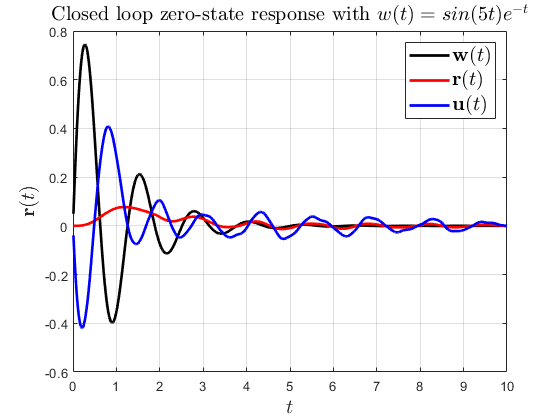 Closed loop zero-state response with w(t) = sin(5t)e^{-t}
w(t)
r(t)
u(t)
0.8
0.6
0.4
0.2
0
-0.2
-0.4
-0.6
r(t)
0 1 2 3 4 5 6 7 8 9 10
t